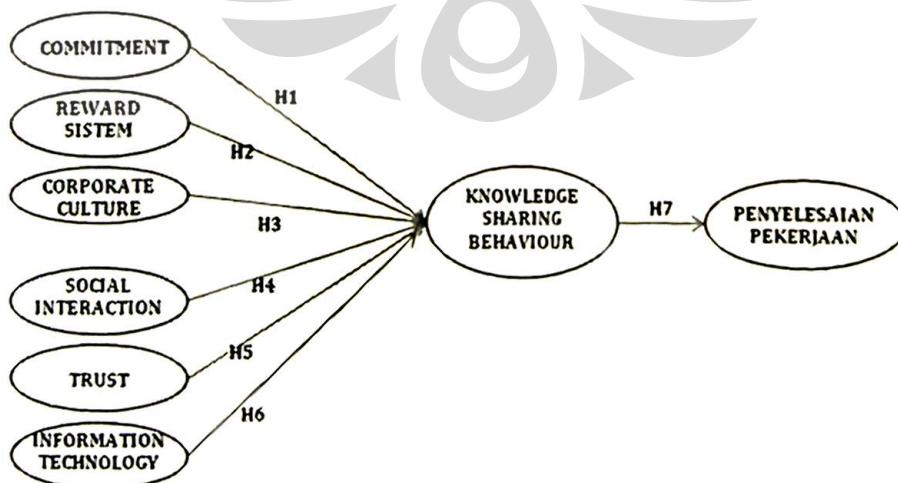 COMMITMENT
H1
REWARD
SISTEM
H2
CORPORATE
CULTURE
H3
KNOWLEDGE
SHARING
BEHAVIOUR
H7
PENYELESAIAN
PEKERJAAN
SOCIAL
INTERACTION
H4
TRUST
H5
INFORMATION
TECHNOLOGY
H6